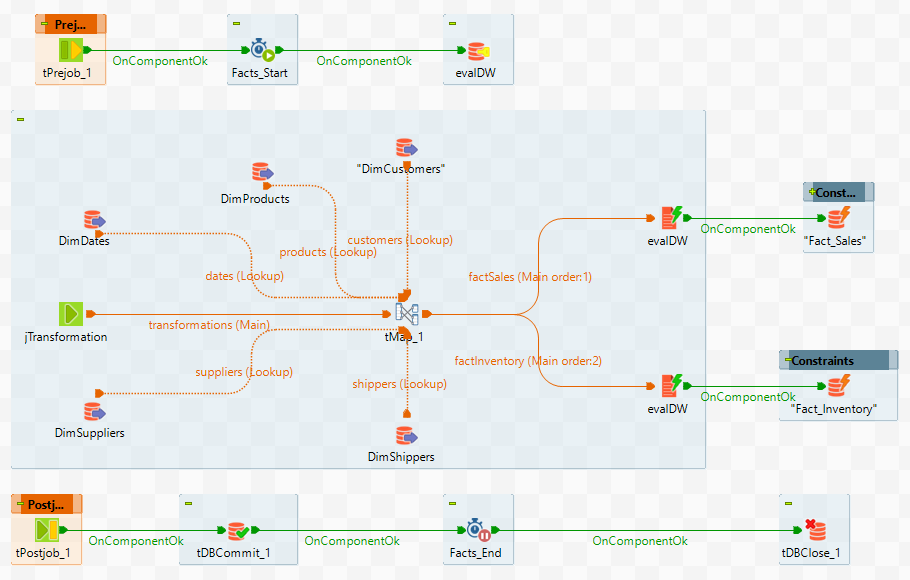 Prej...
tPrejob_1
OnComponentOk
Facts_Start
OnComponentOk
evalDW
"DimCustomers"
DimProducts
DimDates
customers (Lookup)
products (Lookup)
dates (Lookup)
factSales (Main order:1)
evalDW
OnComponentOk
Const...
"Fact_Sales"
jTransformation
transformations (Main)
tMap_1
suppliers (Lookup)
shippers (Lookup)
factInventory (Main order:2)
evalDW
OnComponentOk
Constraints
"Fact_Inventory"
DimSuppliers
DimShippers
Postj...
tPostjob_1
OnComponentOk
tDBCommit_1
OnComponentOk
Facts_End
OnComponentOk
tDBClose_1